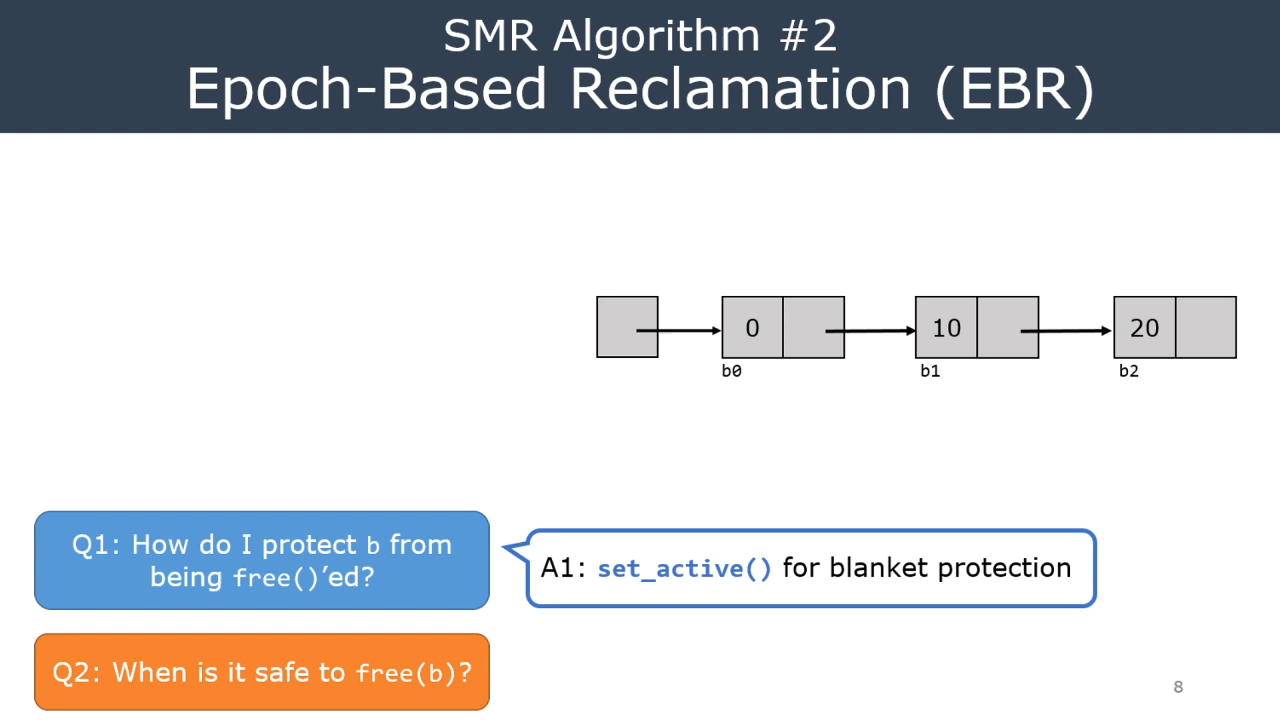 SMR Algorithm #2
Epoch-Based Reclamation (EBR)
0
10
20
b0
b1
b2
Q1: How do I protect b from
being free()’ed?
A1: set_active() for blanket protection
Q2: When is it safe to free(b)?
8